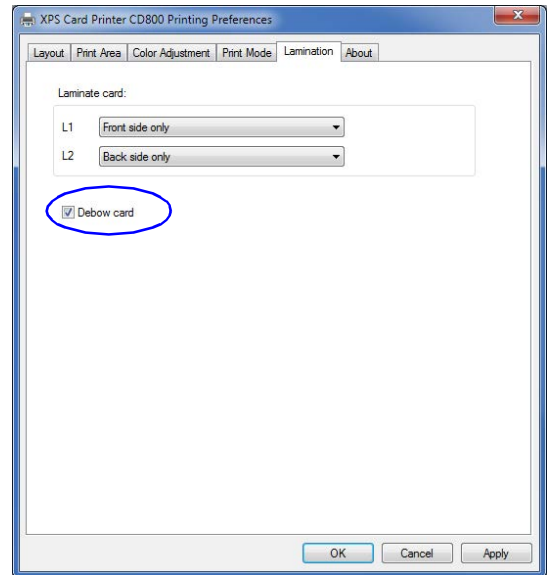 XPS Card Printer CD800 Printing Preferences
Layout Print Area Color Adjustment Print Mode Lamination About
Laminate card:
L1 Front side only
L2 Back side only
Debow card
OK Cancel Apply